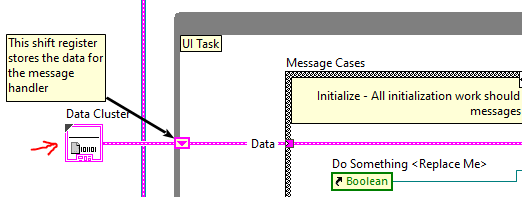 This shift register
stores the data for
the message
handler
UI Task
Message Cases
Initialize - All initialization work should
messages
Data Cluster
Data
Do Something <Replace Me>
Boolean